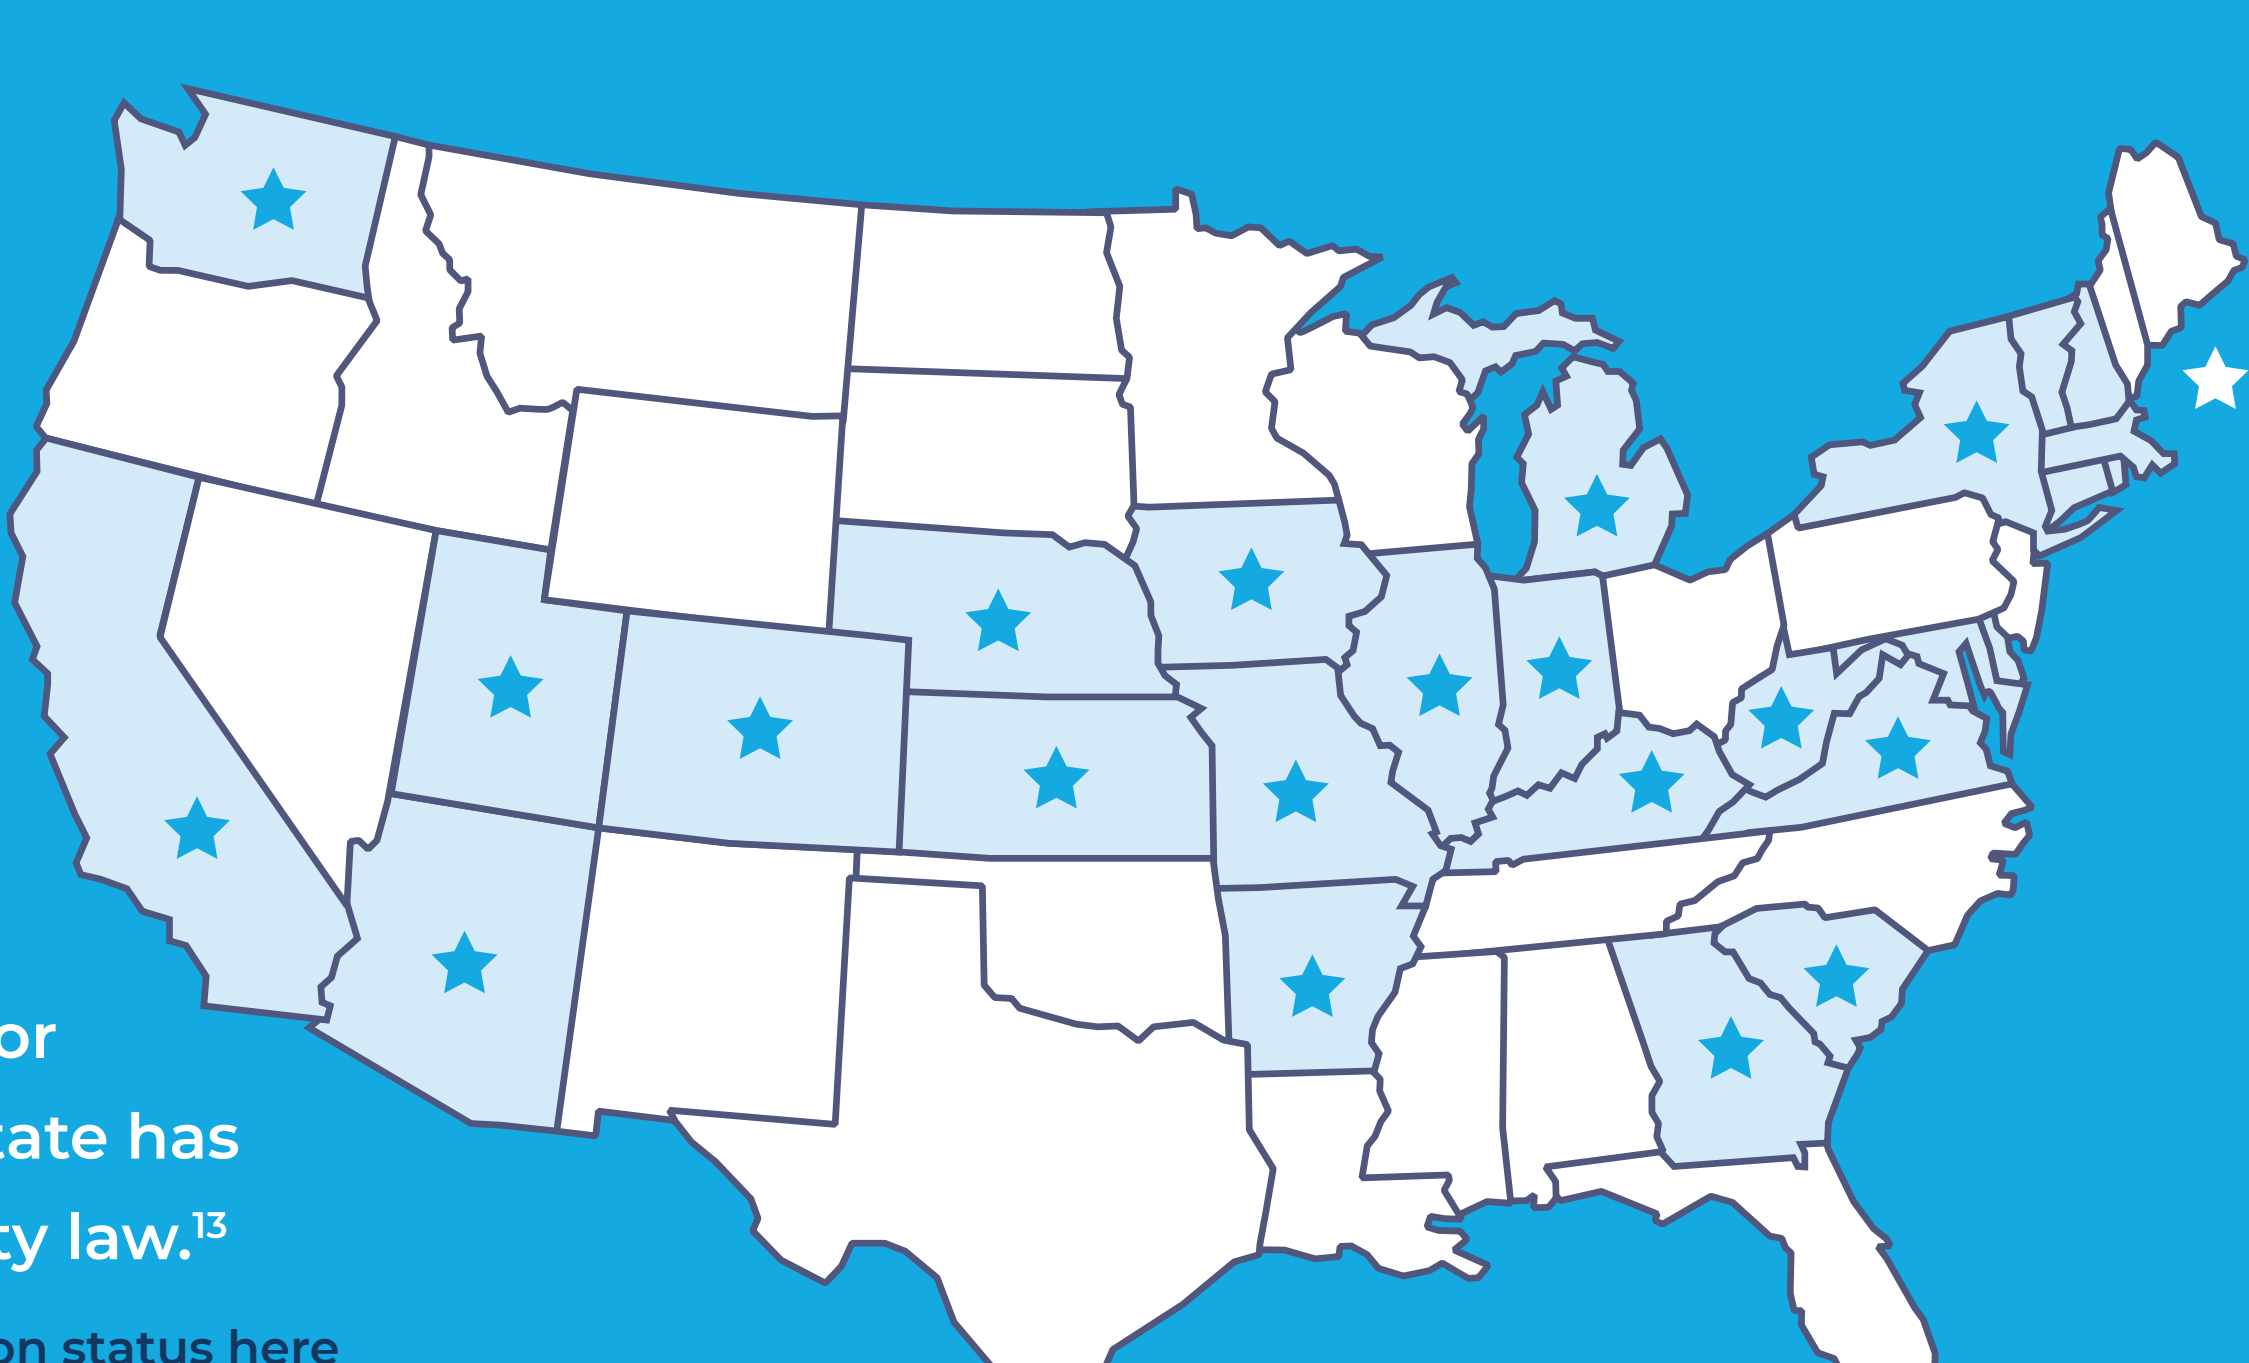 or
tate has
ty law.13
on status here